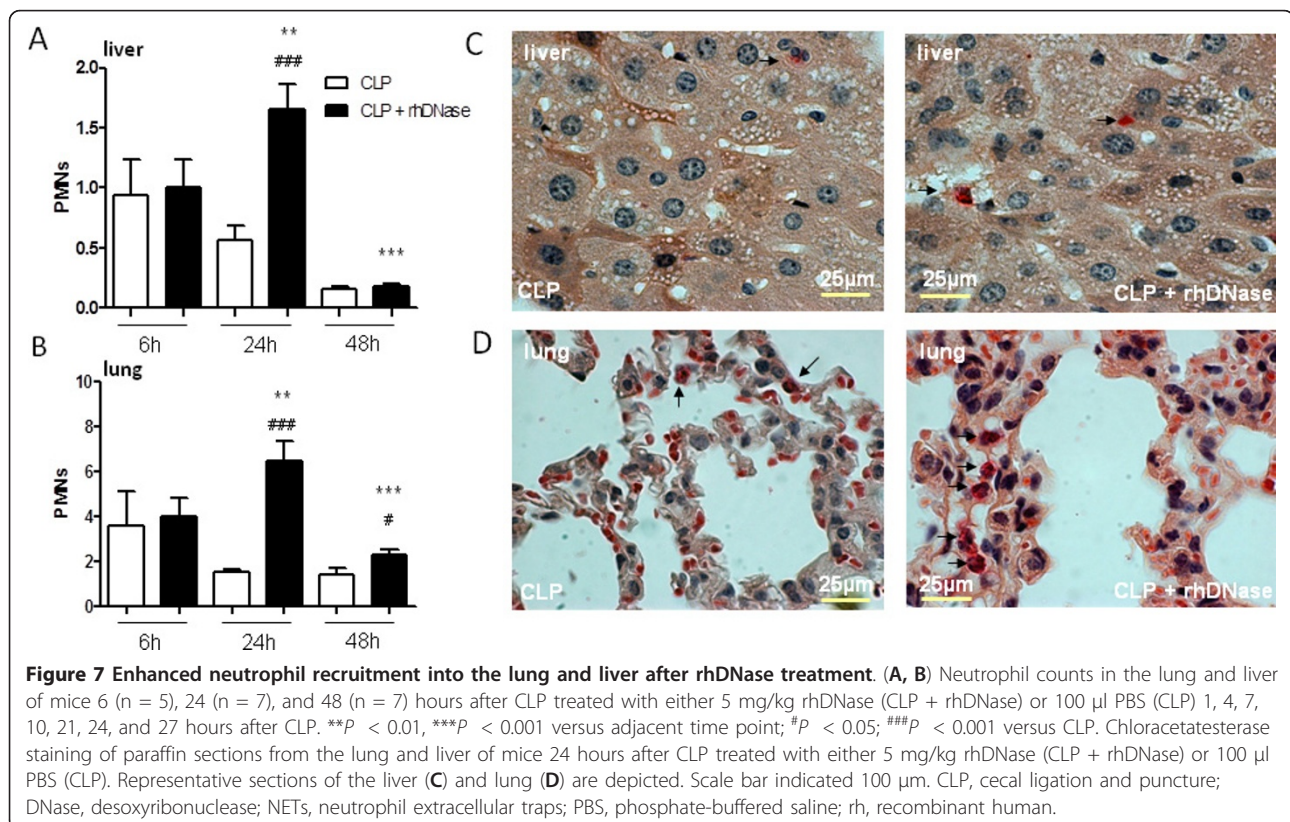 A
liver
**
###
CLP
CLP + rhDNase
PMNs
2.0
1.5
1.0
0.5
0.0
***
6h
24h
48h
B
lung
**
###
***
#
PMNs
10
8
6
4
2
0
6h
24h
48h
C
liver
CLP
25µm
liver
25µm
CLP + rhDNase
D
lung
CLP
25µm
lung
25µm
CLP + rhDNase
Figure 7 Enhanced neutrophil recruitment into the lung and liver after rhDNase treatment. (A, B) Neutrophil counts in the lung and liver
of mice 6 (n = 5), 24 (n = 7), and 48 (n = 7) hours after CLP treated with either 5 mg/kg rhDNase (CLP + rhDNase) or 100 µl PBS (CLP) 1, 4, 7,
10, 21, 24, and 27 hours after CLP. **P < 0.01, ***P < 0.001 versus adjacent time point; #P < 0.05; ###P < 0.001 versus CLP. Chloracetatesterase
staining of paraffin sections from the lung and liver of mice 24 hours after CLP treated with either 5 mg/kg rhDNase (CLP + rhDNase) or 100 µl
PBS (CLP). Representative sections of the liver (C) and lung (D) are depicted. Scale bar indicated 100 µm. CLP, cecal ligation and puncture;
DNase, desoxyribonuclease; NETs, neutrophil extracellular traps; PBS, phosphate-buffered saline; rh, recombinant human.